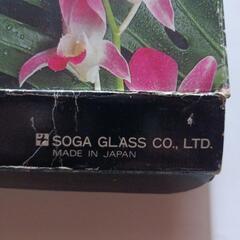 SOGA GLASS CO., LTD.
MADE IN JAPAN